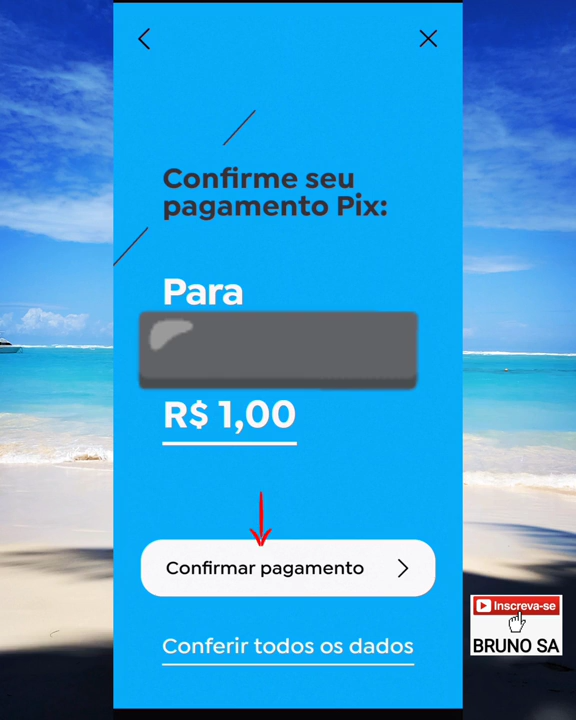 Confirme seu
pagamento Pix:
Para
R$ 1,00
Confirmar pagamento
Conferir todos os dados
Inscreva-se
BRUNO SA